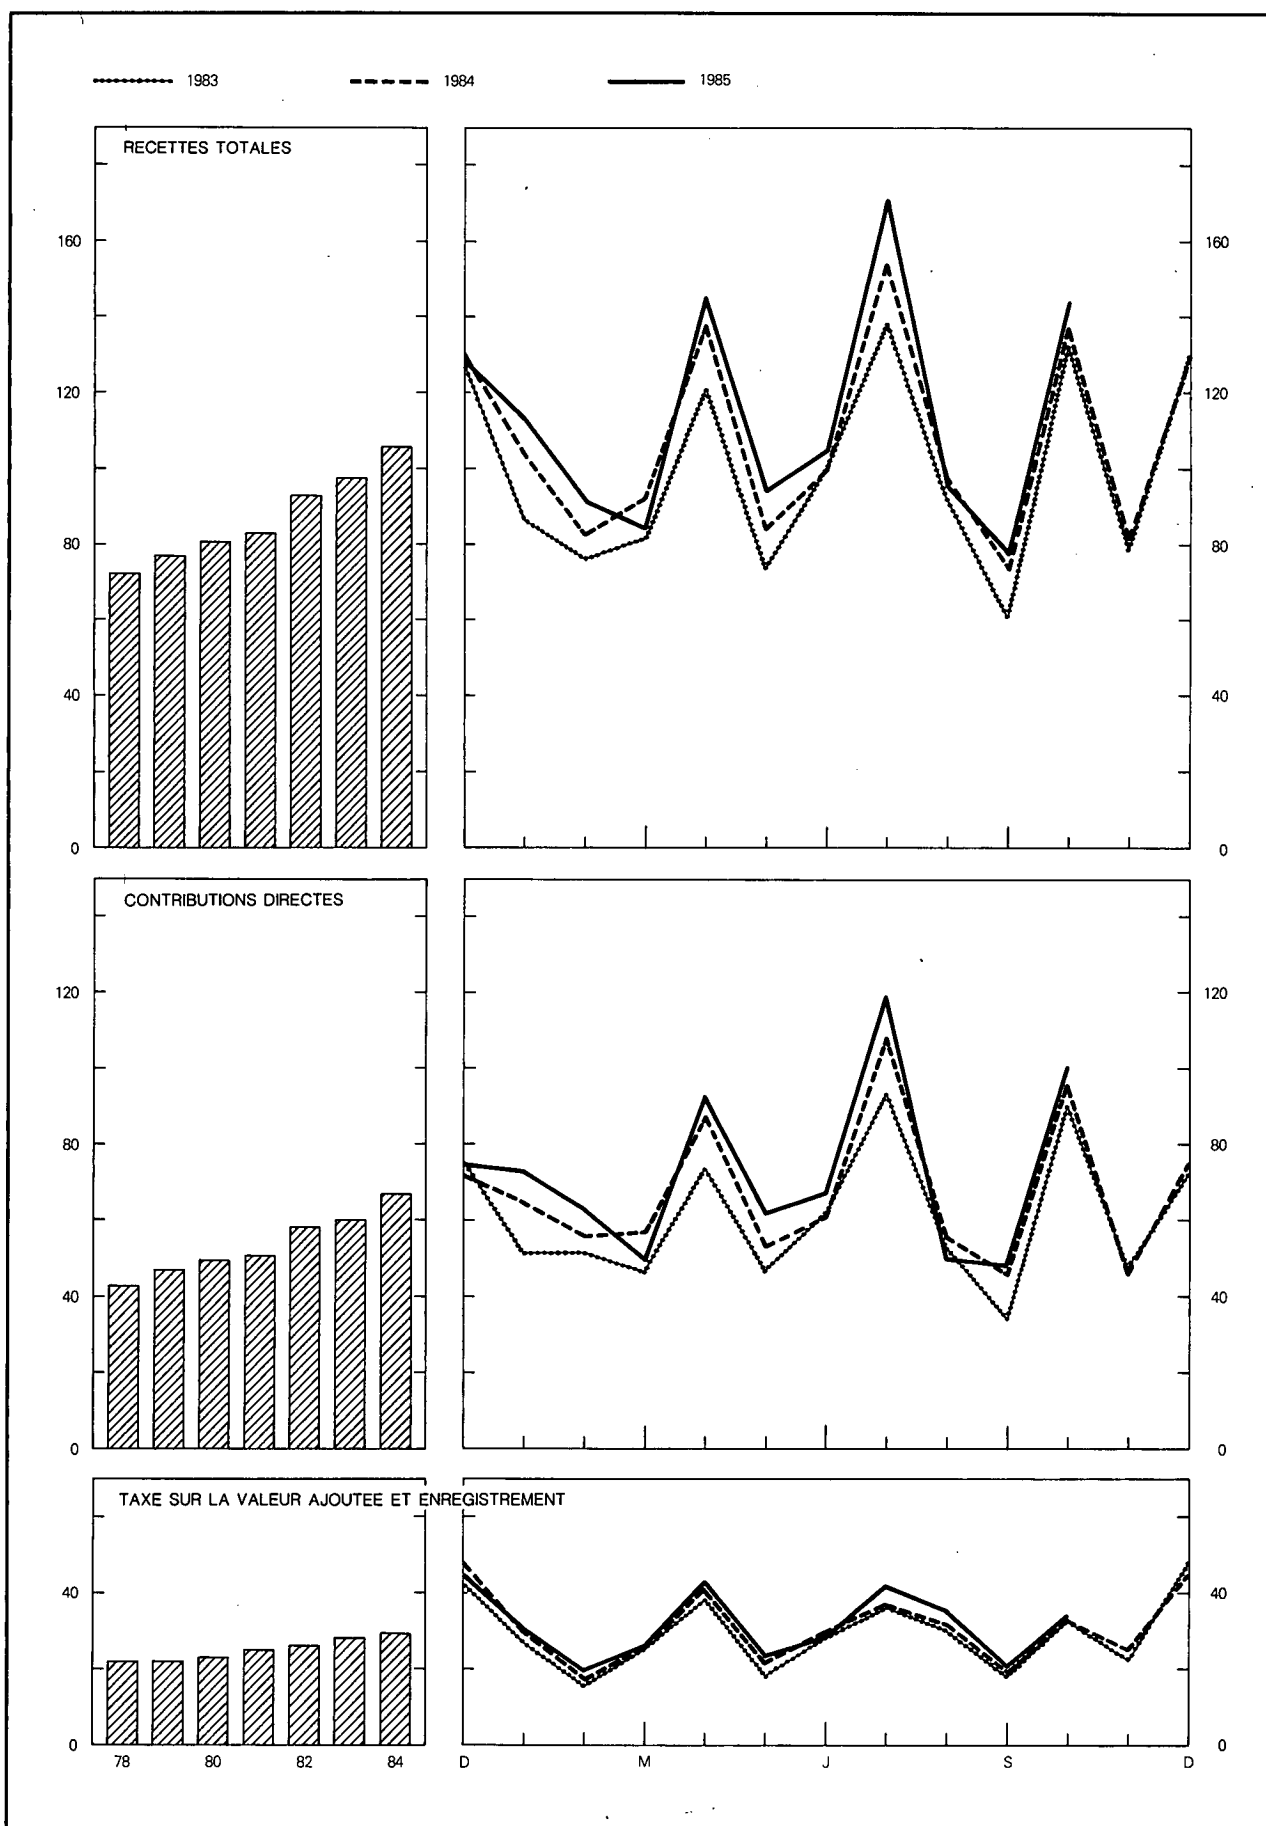 1983 1984 1985
RECETTES TOTALES
160 160
120 120
80 80
40 40
0 0
CONTRIBUTIONS DIRECTES
120 120
80 80
40 40
0 0
TAXE SUR LA VALEUR AJOUTEE ET ENREGISTREMENT
40 40
0 0
78 80 82 84 D M J S D